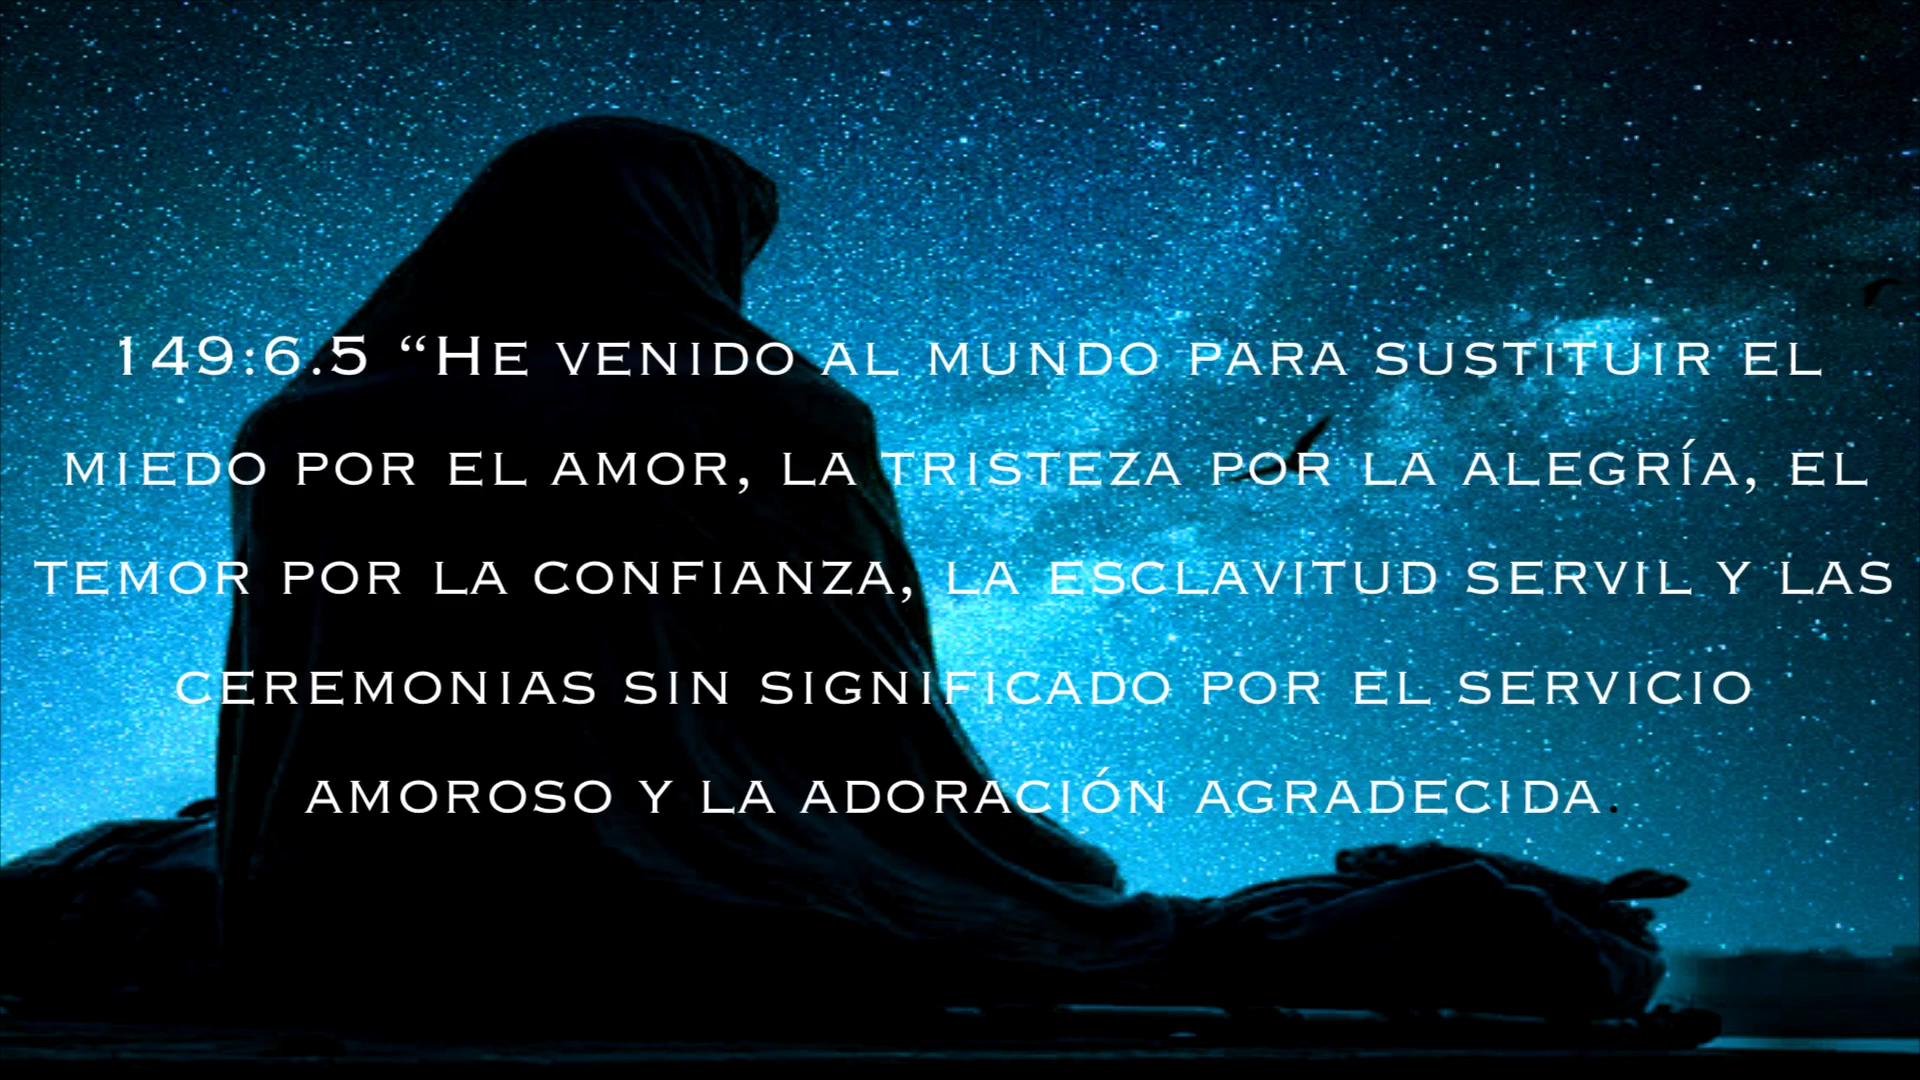 149:6.5 “He venido al mundo para sustituir el
miedo por el amor, la tristeza por la alegría, el
temor por la confianza, la esclavitud servil y las
ceremonias sin significado por el servicio
amoroso y la adoración agradecida.